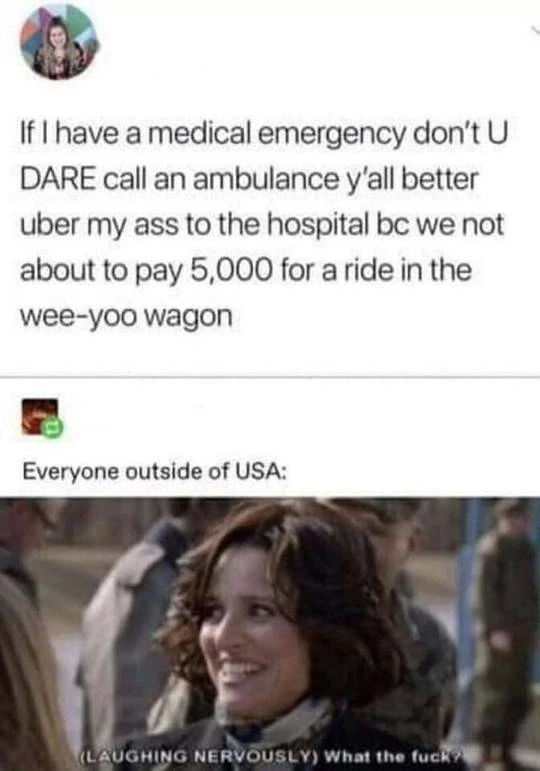 If I have a medical emergency don't U
DARE call an ambulance y'all better
uber my ass to the hospital bc we not
about to pay 5,000 for a ride in the
wee-yoo wagon
Everyone outside of USA:
(LAUGHING NERVOUSLY) What the fuck?